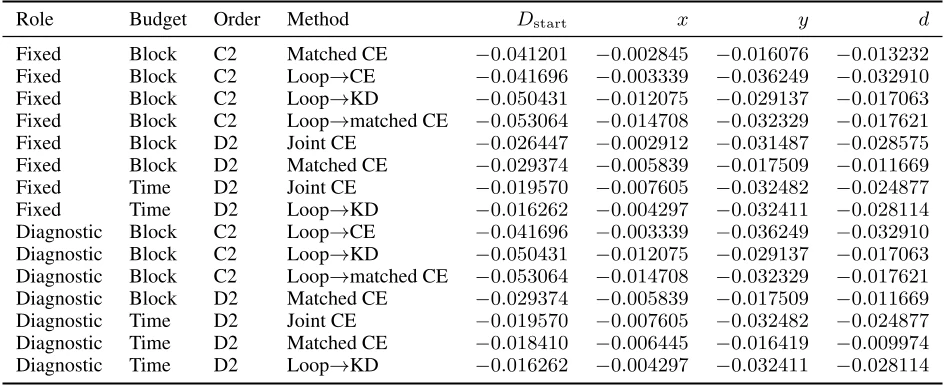 Role Budget Order Method D_start x y d
Fixed Block C2 Matched CE −0.041201 −0.002845 −0.016076 −0.013232
Fixed Block C2 Loop→CE −0.041696 −0.003339 −0.036249 −0.032910
Fixed Block C2 Loop→KD −0.050431 −0.012075 −0.029137 −0.017063
Fixed Block C2 Loop→matched CE −0.053064 −0.014708 −0.032329 −0.017621
Fixed Block D2 Joint CE −0.026447 −0.002912 −0.031487 −0.028575
Fixed Block D2 Matched CE −0.029374 −0.005839 −0.017509 −0.011669
Fixed Time D2 Joint CE −0.019570 −0.007605 −0.032482 −0.024877
Fixed Time D2 Loop→KD −0.016262 −0.004297 −0.032411 −0.028114
Diagnostic Block C2 Loop→CE −0.041696 −0.003339 −0.036249 −0.032910
Diagnostic Block C2 Loop→KD −0.050431 −0.012075 −0.029137 −0.017063
Diagnostic Block C2 Loop→matched CE −0.053064 −0.014708 −0.032329 −0.017621
Diagnostic Block D2 Matched CE −0.029374 −0.005839 −0.017509 −0.011669
Diagnostic Time D2 Joint CE −0.019570 −0.007605 −0.032482 −0.024877
Diagnostic Time D2 Matched CE −0.018410 −0.006445 −0.016419 −0.009974
Diagnostic Time D2 Loop→KD −0.016262 −0.004297 −0.032411 −0.028114